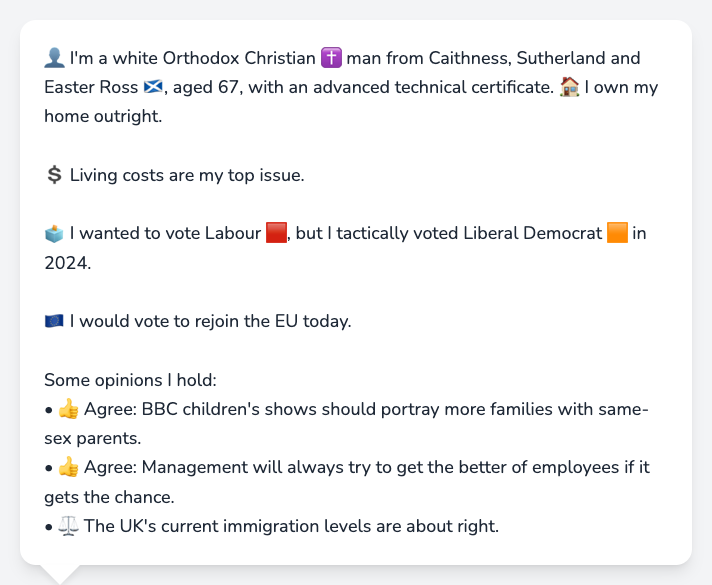 👤 I'm a white Orthodox Christian ✝️ man from Caithness, Sutherland and
Easter Ross 🏴󠁧󠁢󠁳󠁣󠁴󠁿, aged 67, with an advanced technical certificate. 🏠 I own my
home outright.
💲 Living costs are my top issue.
🗳️ I wanted to vote Labour 🟥, but I tactically voted Liberal Democrat 🟧 in
2024.
🇪🇺 I would vote to rejoin the EU today.
Some opinions I hold:
• 👍 Agree: BBC children's shows should portray more families with same-
sex parents.
• 👍 Agree: Management will always try to get the better of employees if it
gets the chance.
• ⚖️ The UK's current immigration levels are about right.